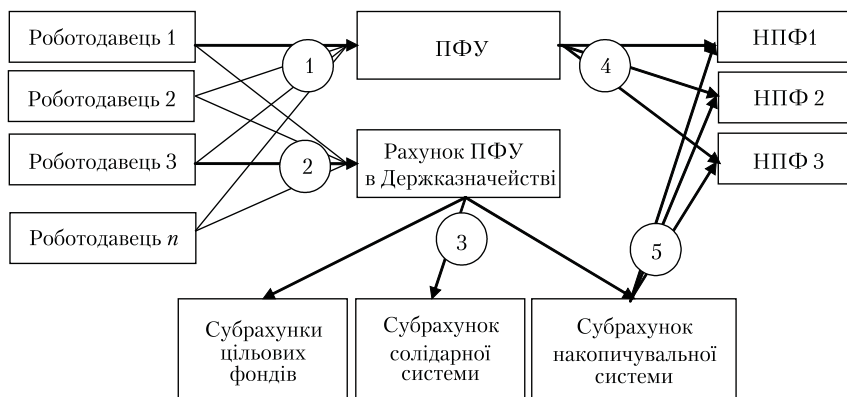 Роботодавець 1
Роботодавець 2
Роботодавець 3
Роботодавець n
1
2
ПФУ
Рахунок ПФУ
в Держказначействі
4
НПФ1
НПФ 2
НПФ 3
3
5
Субрахунки
цільових
фондів
Субрахунок
солідарної
системи
Субрахунок
накопичувальної
системи